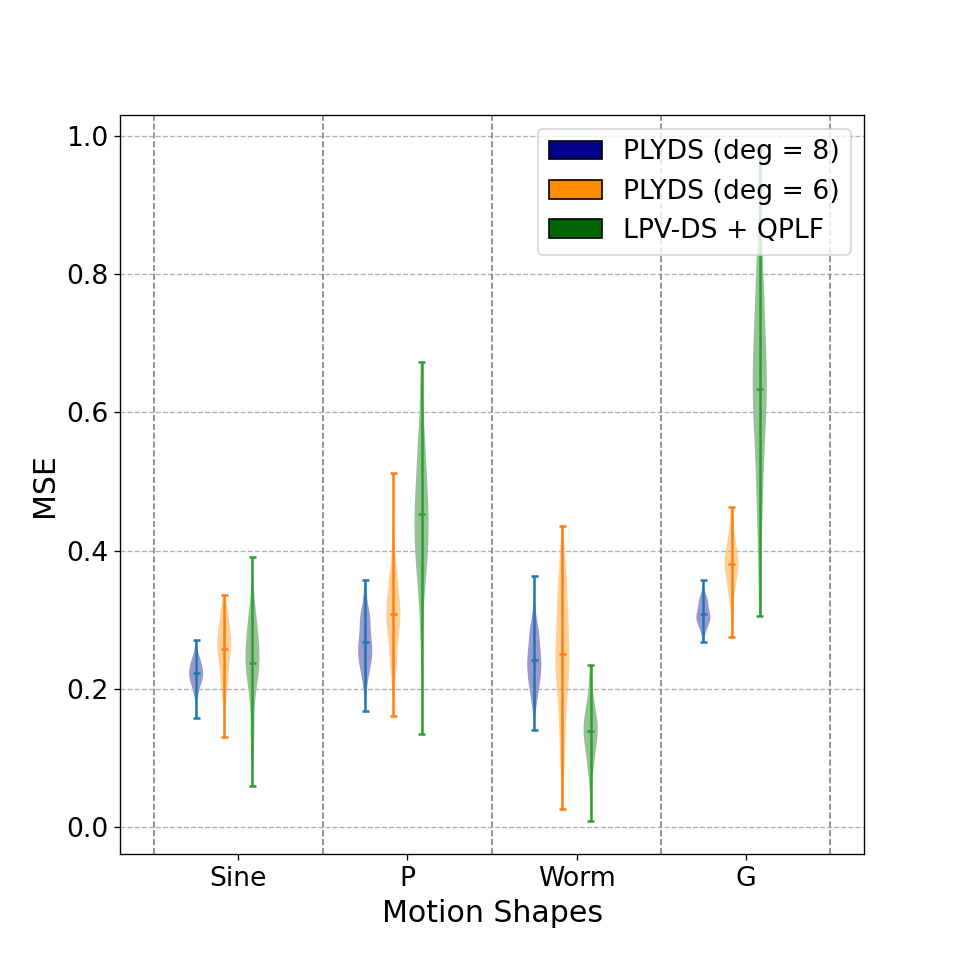 1.0
0.8
0.6
0.4
0.2
0.0
MSE
PLYDS (deg = 8)
PLYDS (deg = 6)
LPV-DS + QPLF
Sine P Worm G
Motion Shapes